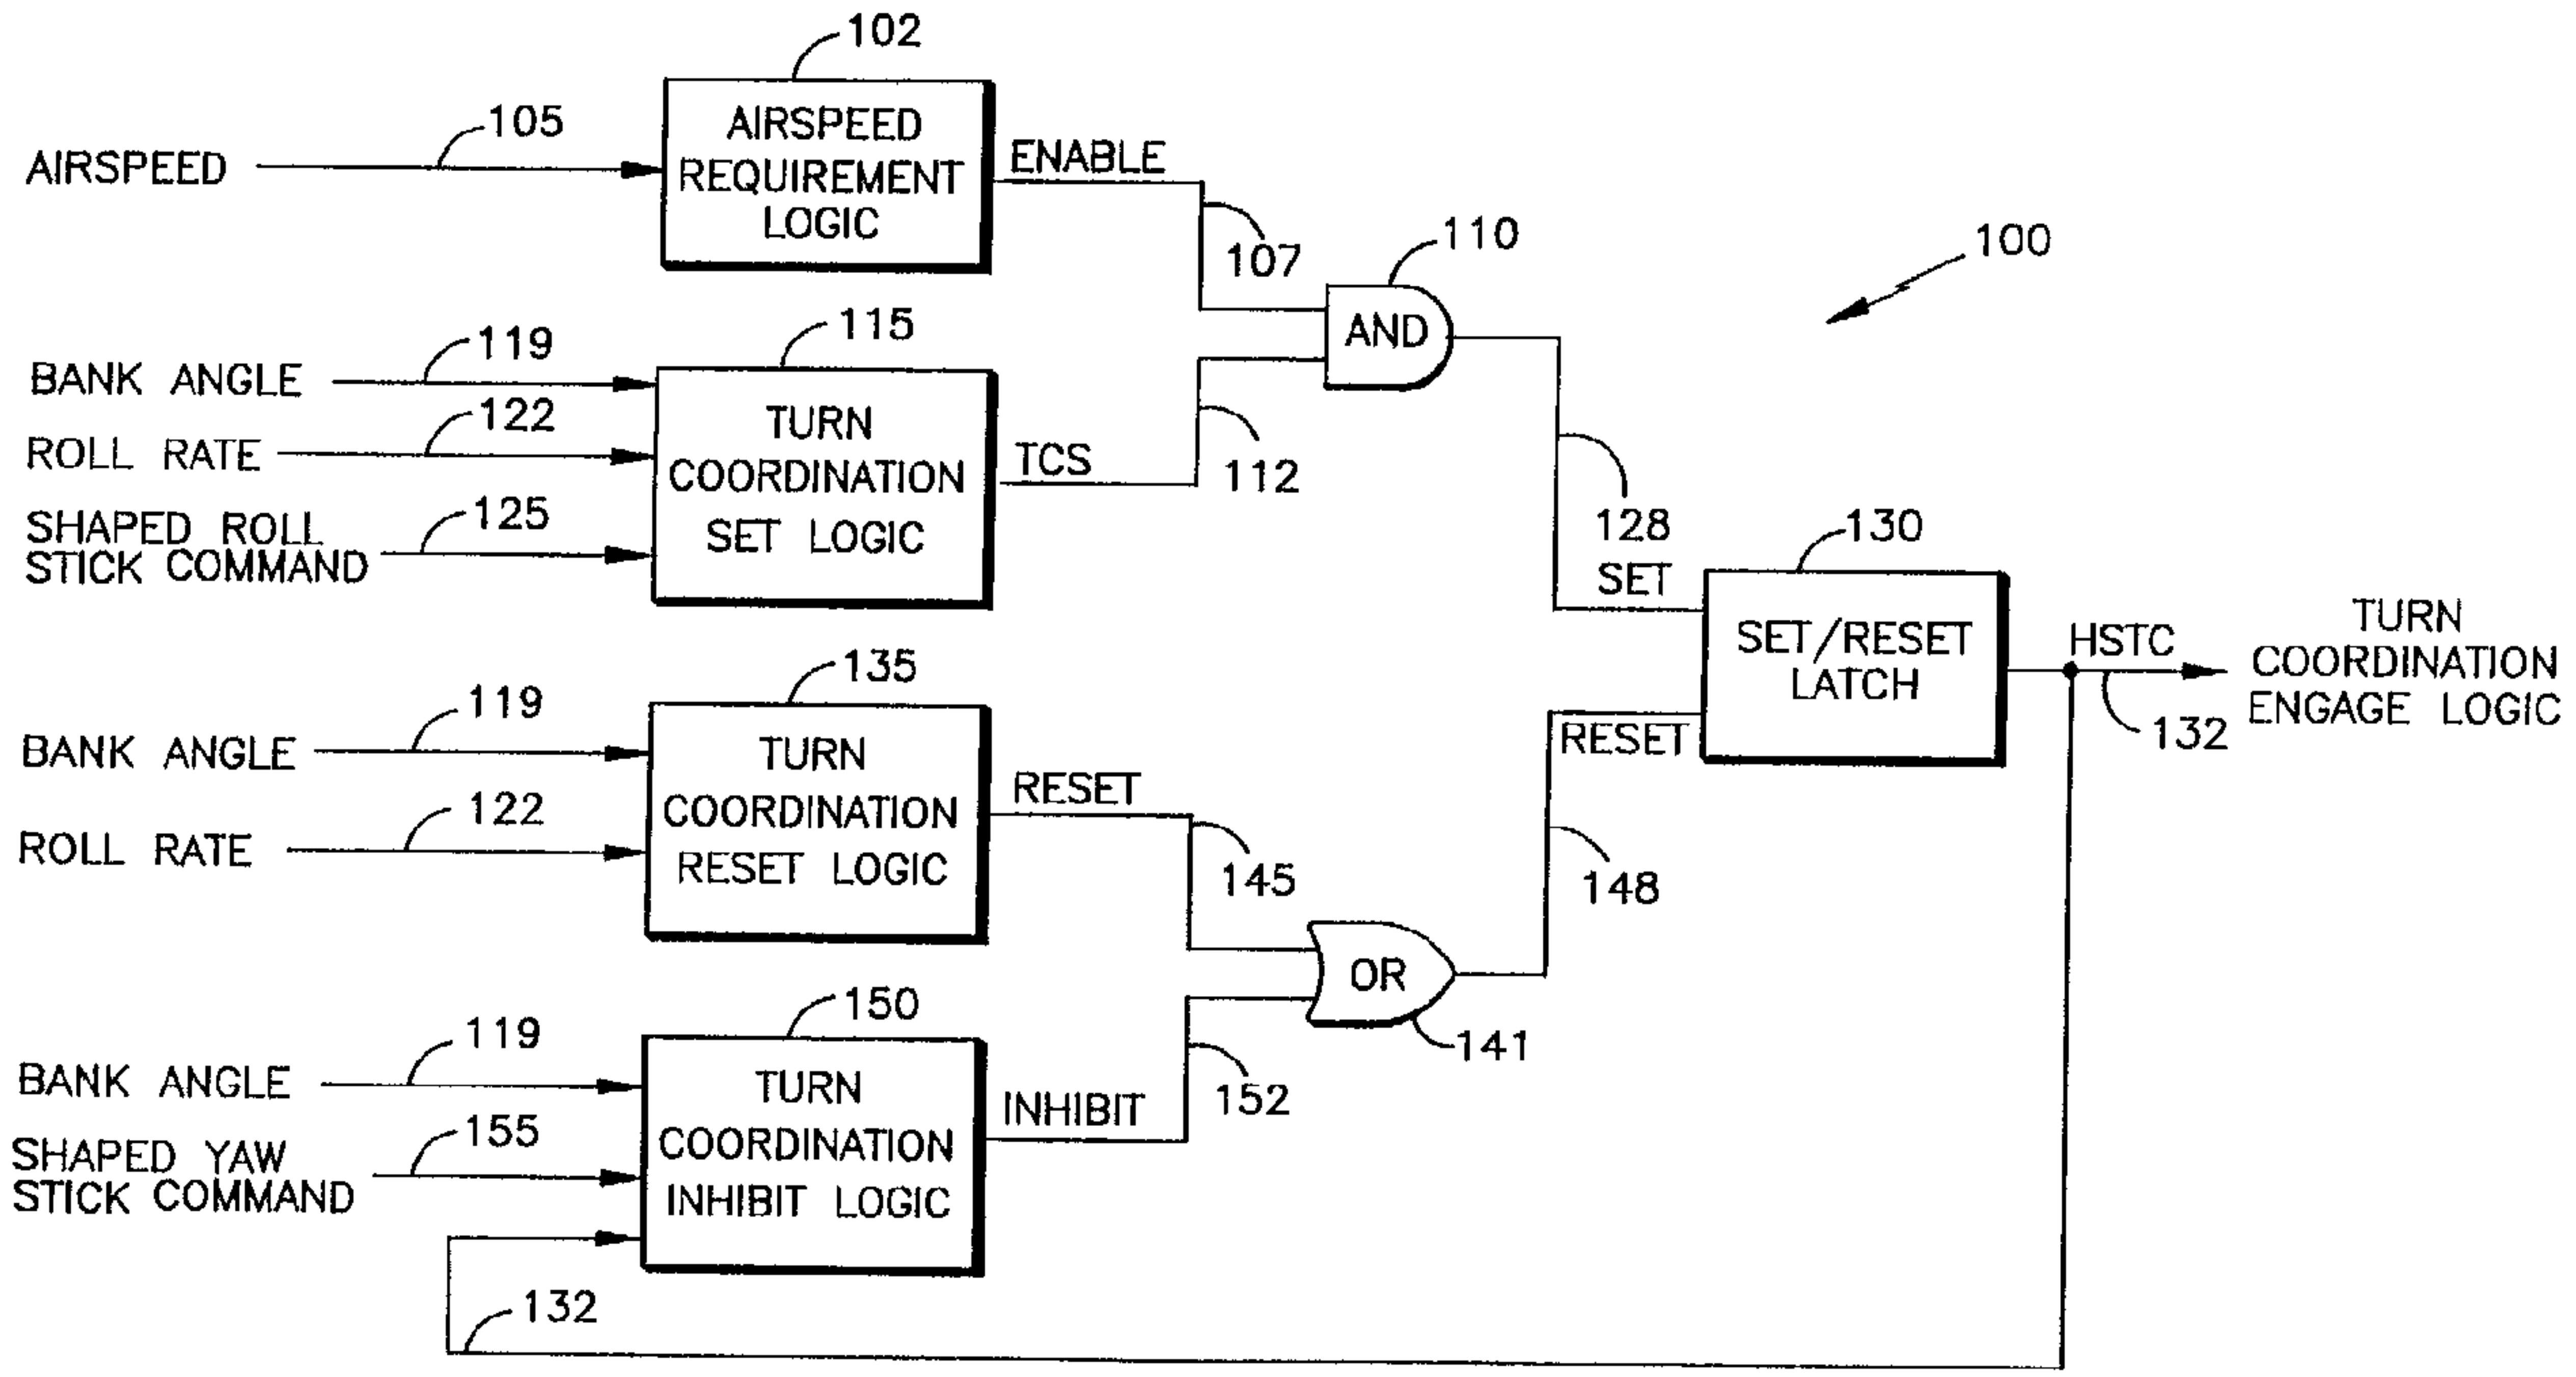 102
AIRSPEED
105
AIRSPEED
REQUIREMENT
LOGIC
ENABLE
107
110
AND
100
115
BANK ANGLE
119
ROLL RATE
122
SHAPED ROLL
STICK COMMAND
125
TURN
COORDINATION
SET LOGIC
TCS
112
128
SET
130
SET/RESET
LATCH
HSTC
132
TURN
COORDINATION
ENGAGE LOGIC
RESET
148
135
BANK ANGLE
119
ROLL RATE
122
TURN
COORDINATION
RESET LOGIC
RESET
145
OR
141
150
BANK ANGLE
119
SHAPED YAW
STICK COMMAND
155
TURN
COORDINATION
INHIBIT LOGIC
INHIBIT
152
132